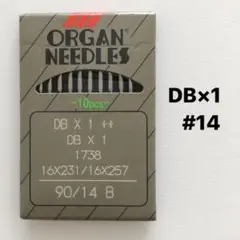 ORGAN
NEEDLES
-10pcs-
DB X 1 **
DB X 1
1738
16X231/16X257
90/14 B
DB×1
#14